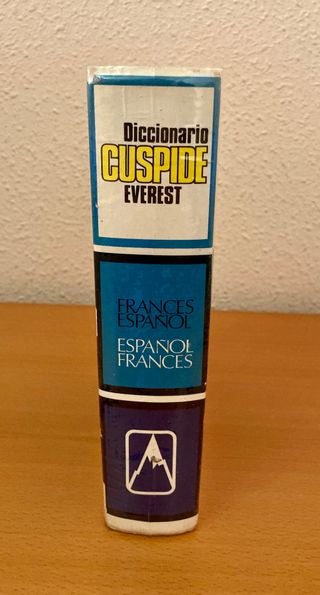 Diccionario
CUSPIDE
EVEREST
FRANCES
ESPAÑOL
ESPAÑOL
FRANCES